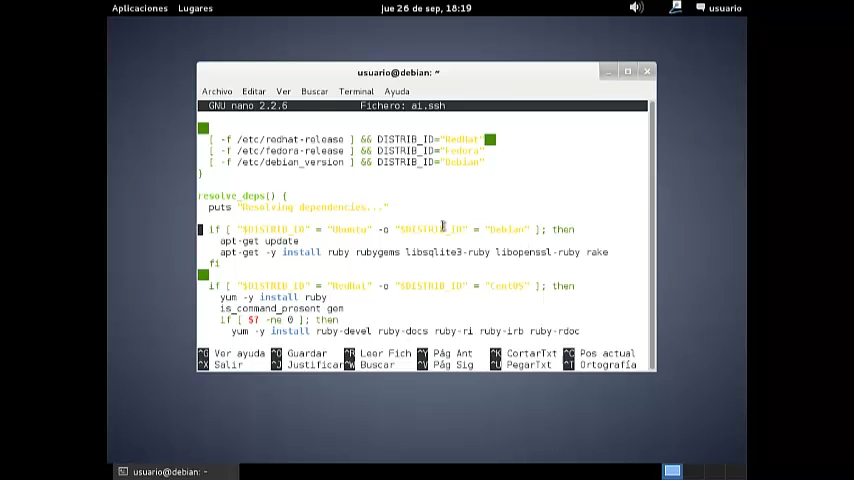 Aplicaciones Lugares jue 26 de sep, 18:19 usuario
usuario@debian: ~
Archivo Editar Ver Buscar Terminal Ayuda
GNU nano 2.2.6 Fichero: ai.ssh
[ -f /etc/redhat-release ] && DISTRIB_ID="RedHat"
[ -f /etc/fedora-release ] && DISTRIB_ID="Fedora"
[ -f /etc/debian_version ] && DISTRIB_ID="Debian"
}
resolve_deps() {
puts "Resolving dependencies..."
if [ "$DISTRIB_ID" = "Ubuntu" -o "$DISTRIB_ID" = "Debian" ]; then
apt-get update
apt-get -y install ruby rubygems libsqlite3-ruby libopenssl-ruby rake
fi
if [ "$DISTRIB_ID" = "RedHat" -o "$DISTRIB_ID" = "CentOS" ]; then
yum -y install ruby
is_command_present gem
if [ $? -ne 0 ]; then
yum -y install ruby-devel ruby-docs ruby-ri ruby-irb ruby-rdoc
^G Ver ayuda ^O Guardar ^R Leer Fich ^Y Pág Ant ^K CortarTxt ^C Pos actual
^X Salir ^J Justificar ^W Buscar ^V Pág Sig ^U PegarTxt ^T Ortografía
usuario@debian: ~